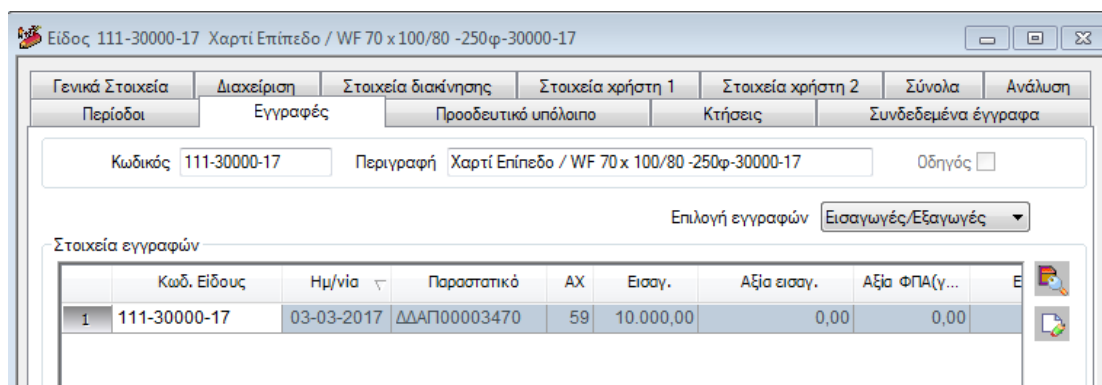 Είδος 111-30000-17 Χαρτί Επίπεδο / WF 70 x 100/80 -250φ-30000-17
Γενικά Στοιχεία Διαχείριση Στοιχεία διακίνησης Στοιχεία χρήστη 1 Στοιχεία χρήστη 2 Σύνολα Ανάλυση
Περίοδοι Εγγραφές Προοδευτικό υπόλοιπο Κτήσεις Συνδεδεμένα έγγραφα
Κωδικός 111-30000-17 Περιγραφή Χαρτί Επίπεδο / WF 70 x 100/80 -250φ-30000-17 Οδηγός
Επιλογή εγγραφών Εισαγωγές/Εξαγωγές
Στοιχεία εγγραφών
Κωδ. Είδους Ημ/νία Παραστατικό ΑΧ Εισαγ. Αξία εισαγ. Αξία ΦΠΑ(γ... Ε
1 111-30000-17 03-03-2017 ΔΔΑΠ00003470 59 10.000,00 0,00 0,00